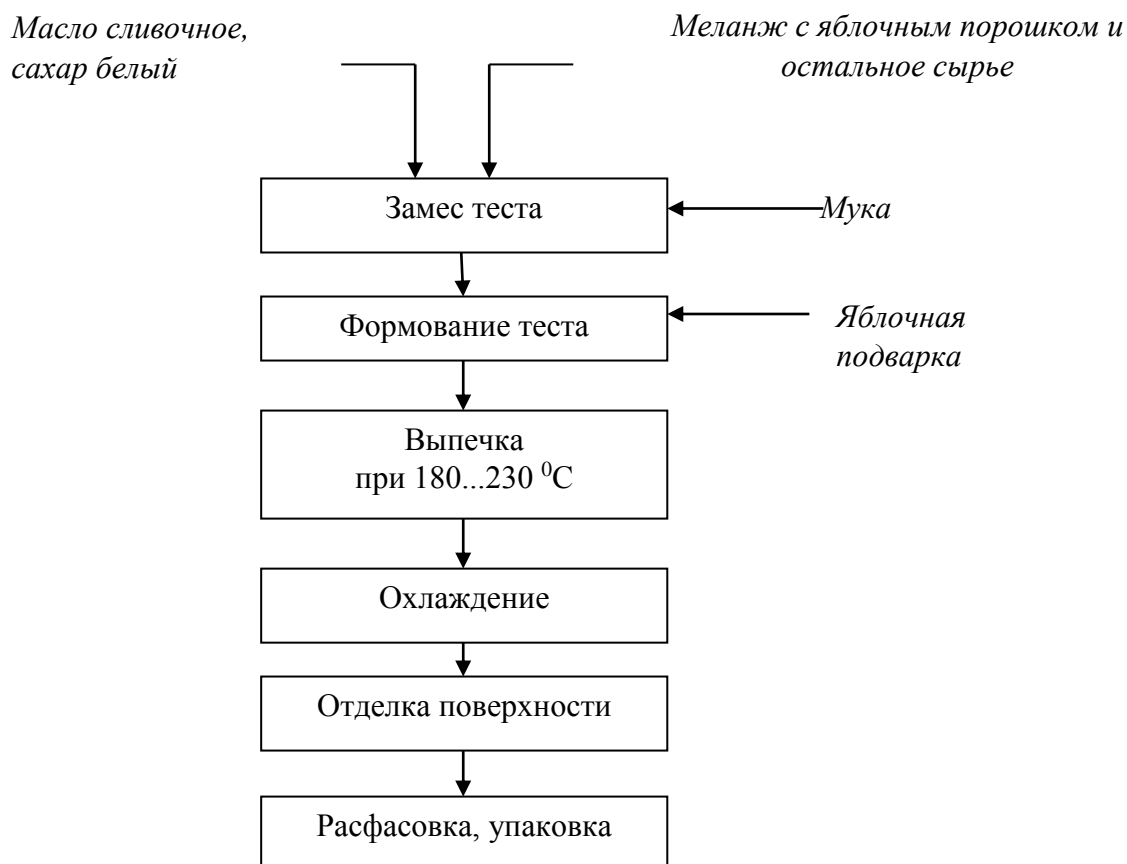 Масло сливочное,
сахар белый
Меланж с яблочным порошком и
остальное сырье
Замес теста
Мука
Формование теста
Яблочная
подварка
Выпечка
при 180...230 ⁰С
Охлаждение
Отделка поверхности
Расфасовка, упаковка